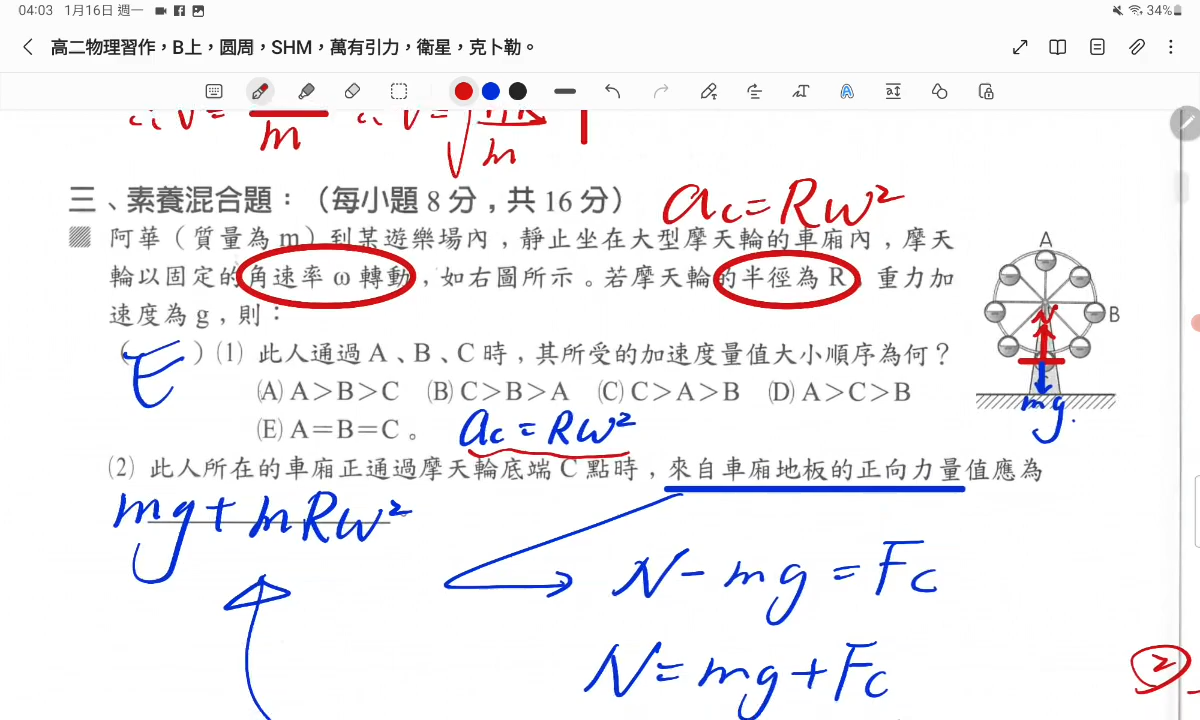 04:03 1月16日 週一 34%
高二物理習作，B上，圓周，SHM，萬有引力，衛星，克卜勒。
m m
三、素養混合題：（每小題 8 分，共 16 分） ac=Rω²
阿華（質量為 m）到某遊樂場內，靜止坐在大型摩天輪的車廂內，摩天
輪以固定的角速率 ω 轉動，如右圖所示。若摩天輪的半徑為 R，重力加
速度為 g，則：
A
B
N
mg
( E ) (1) 此人通過 A、B、C 時，其所受的加速度量值大小順序為何？
(A) A＞B＞C (B) C＞B＞A (C) C＞A＞B (D) A＞C＞B
(E) A＝B＝C。 ac=Rω²
(2) 此人所在的車廂正通過摩天輪底端 C 點時，來自車廂地板的正向力量值應為
mg+mRω²
N-mg=Fc
N=mg+Fc
2